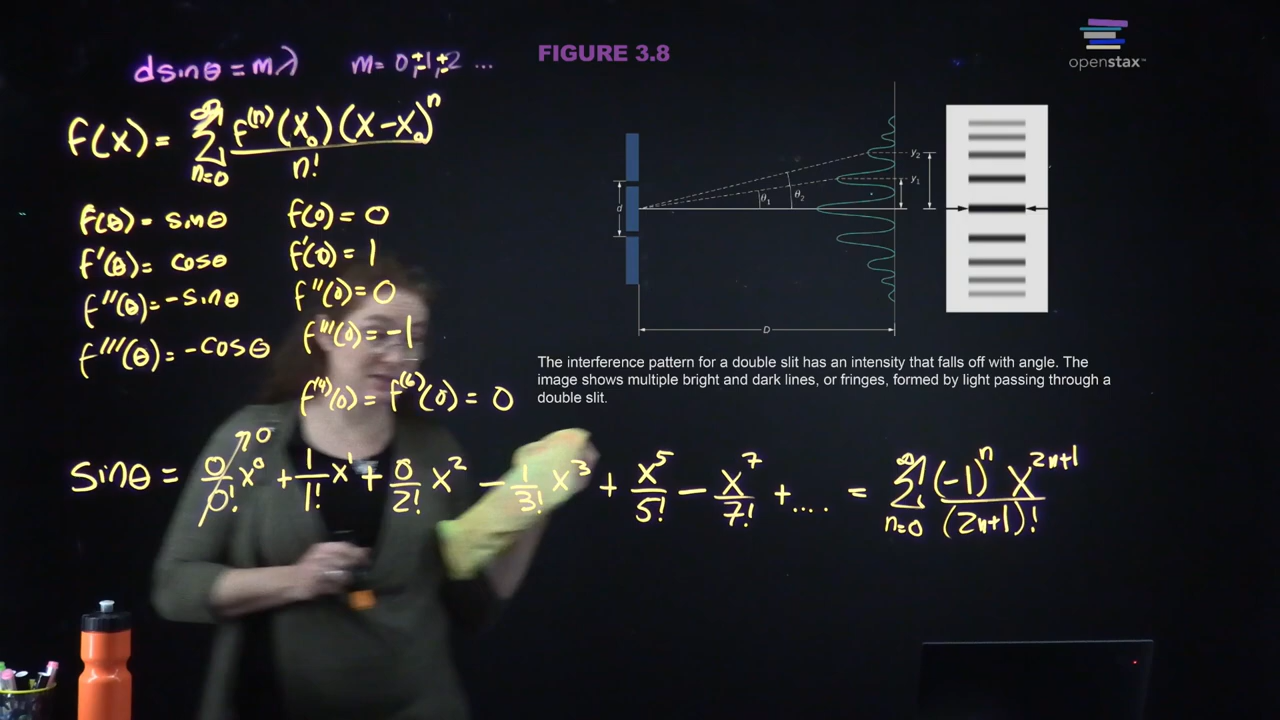 d sinθ = mλ   m = 0, ±1, ±2 ...
f(x) = ∞ Σ n=0 f⁽ⁿ⁾(x₀)(x-x₀)ⁿ / n!
f(θ) = sinθ   f(0) = 0
f'(θ) = cosθ   f'(0) = 1
f''(θ) = -sinθ   f''(0) = 0
f'''(θ) = -cosθ   f'''(0) = -1
f⁽⁴⁾(0) = f⁽⁶⁾(0) = 0
sinθ = 0/0! x⁰ ↗0 + 1/1! x¹ + 0/2! x² - 1/3! x³ + x⁵/5! - x⁷/7! + .... = ∞ Σ n=0 (-1)ⁿ x²ⁿ⁺¹ / (2n+1)!
FIGURE 3.8
openstax™
y₂
y₁
θ₁
θ₂
d
D
The interference pattern for a double slit has an intensity that falls off with angle. The
image shows multiple bright and dark lines, or fringes, formed by light passing through a
double slit.